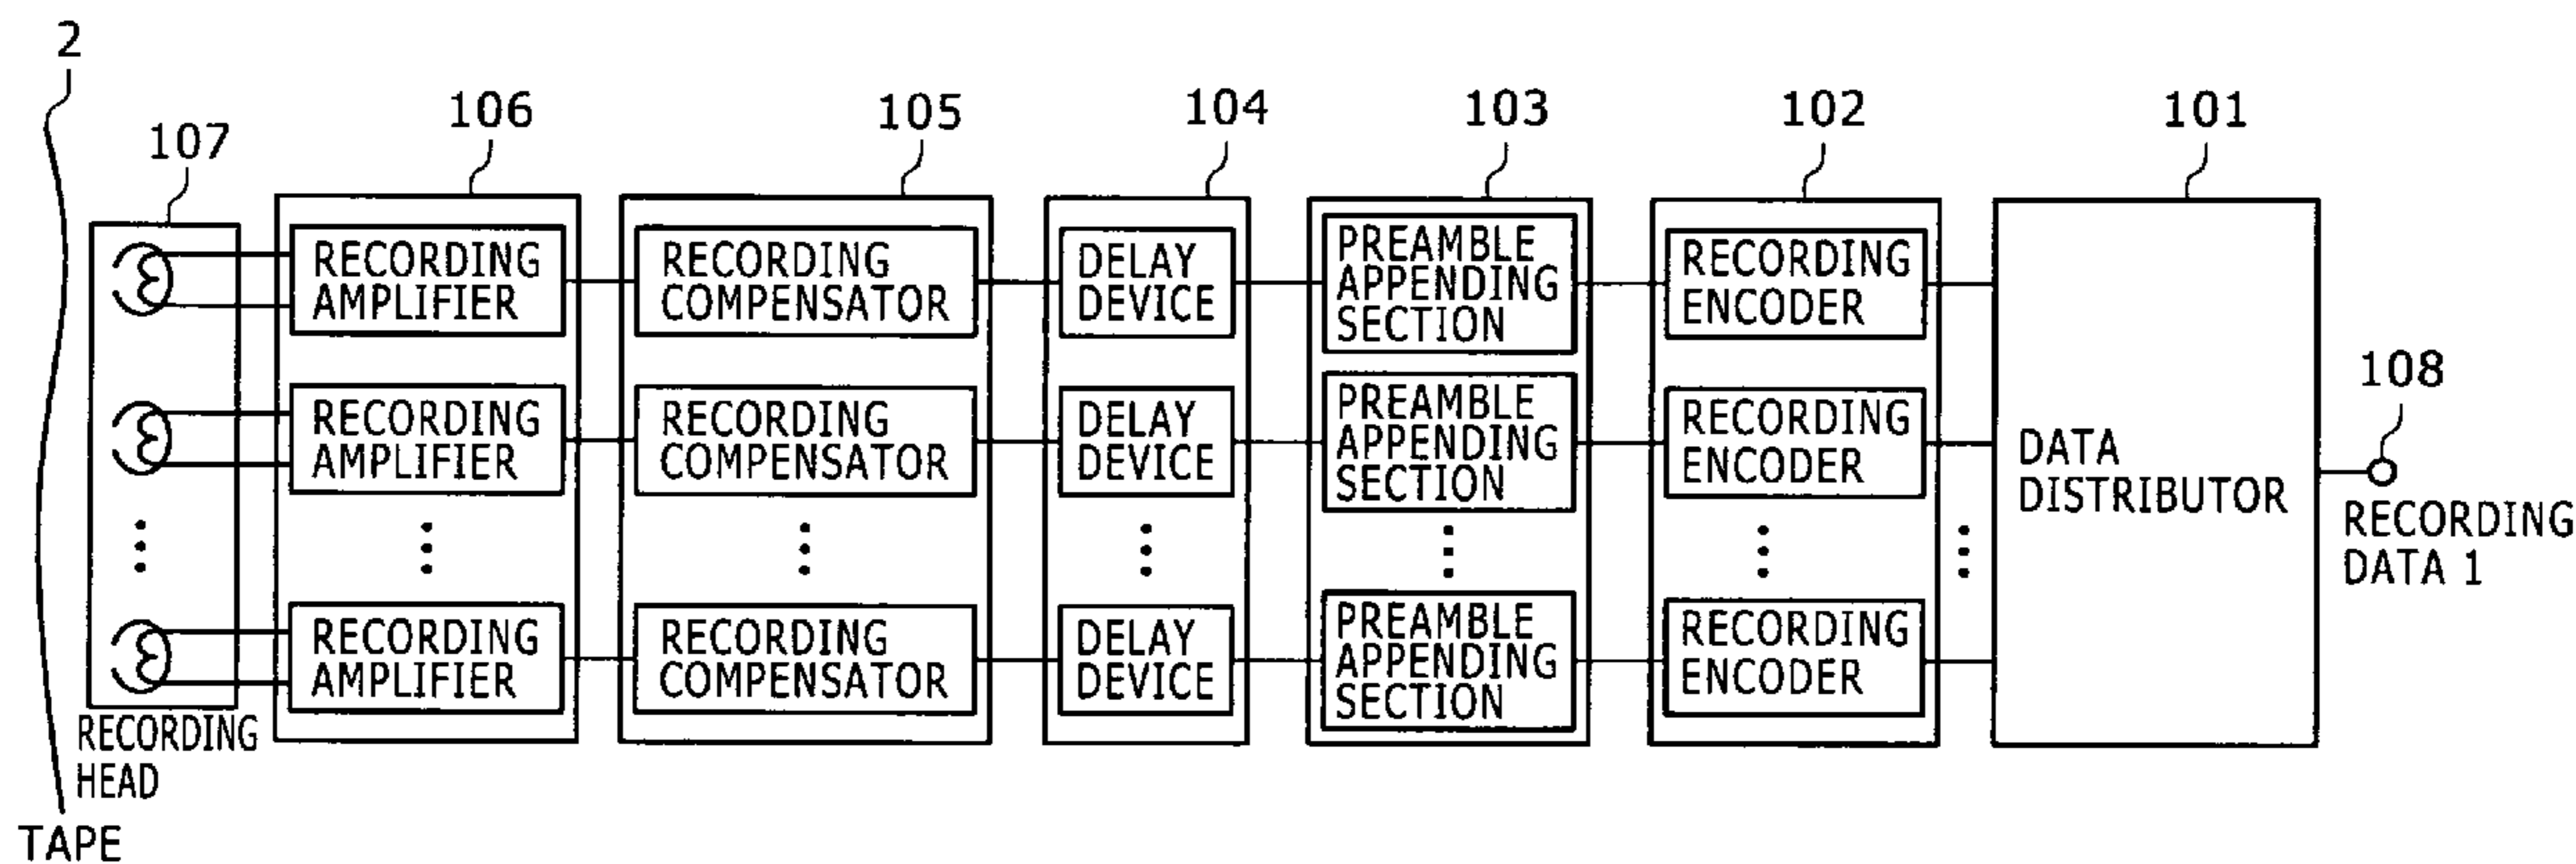 2
107
106
105
104
103
102
101
108
RECORDING
AMPLIFIER
RECORDING
COMPENSATOR
DELAY
DEVICE
PREAMBLE
APPENDING
SECTION
RECORDING
ENCODER
RECORDING
AMPLIFIER
RECORDING
COMPENSATOR
DELAY
DEVICE
PREAMBLE
APPENDING
SECTION
RECORDING
ENCODER
DATA
DISTRIBUTOR
RECORDING
DATA 1
RECORDING
AMPLIFIER
RECORDING
COMPENSATOR
DELAY
DEVICE
PREAMBLE
APPENDING
SECTION
RECORDING
ENCODER
RECORDING
HEAD
TAPE